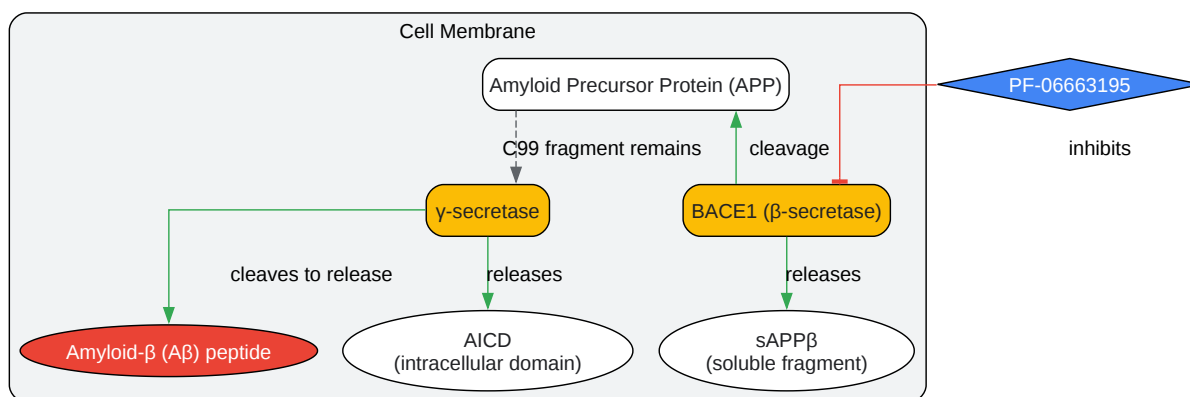 Cell Membrane
Amyloid Precursor Protein (APP)
PF-06663195
C99 fragment remains
cleavage
inhibits
γ-secretase
BACE1 (β-secretase)
cleaves to release
releases
releases
Amyloid-β (Aβ) peptide
AICD
(intracellular domain)
sAPPβ
(soluble fragment)